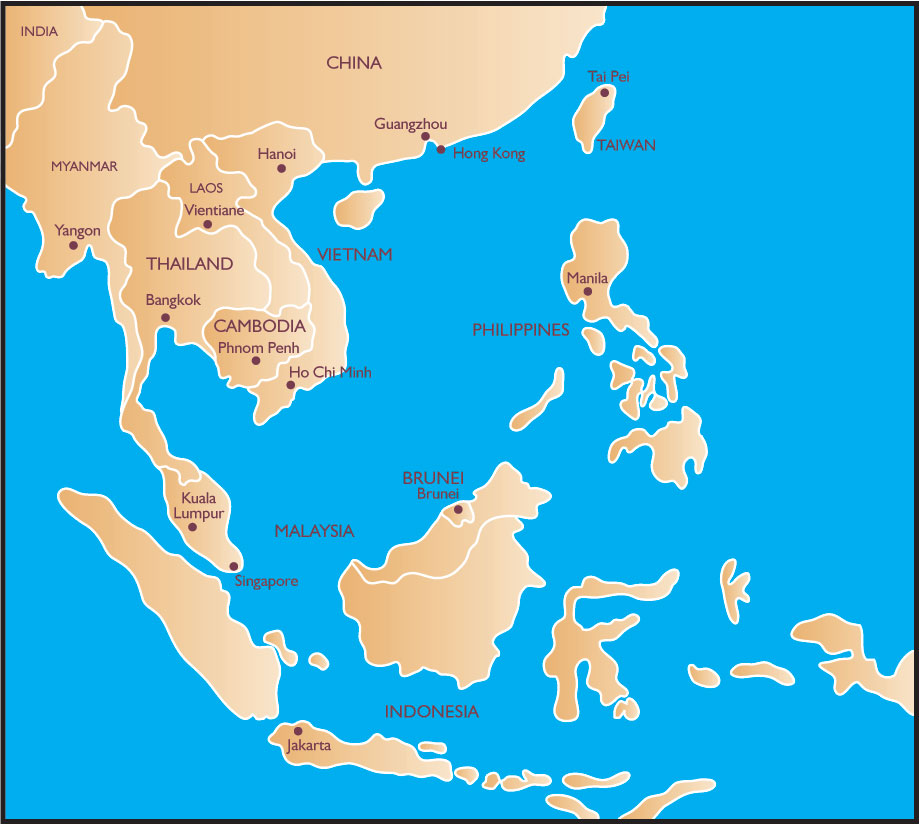 INDIA
CHINA
Tai Pei
Guangzhou
TAIWAN
Hong Kong
Hanoi
MYANMAR
LAOS
Vientiane
Yangon
VIETNAM
THAILAND
Manila
Bangkok
CAMBODIA
PHILIPPINES
Phnom Penh
Ho Chi Minh
BRUNEI
Brunei
Kuala
Lumpur
MALAYSIA
Singapore
INDONESIA
Jakarta